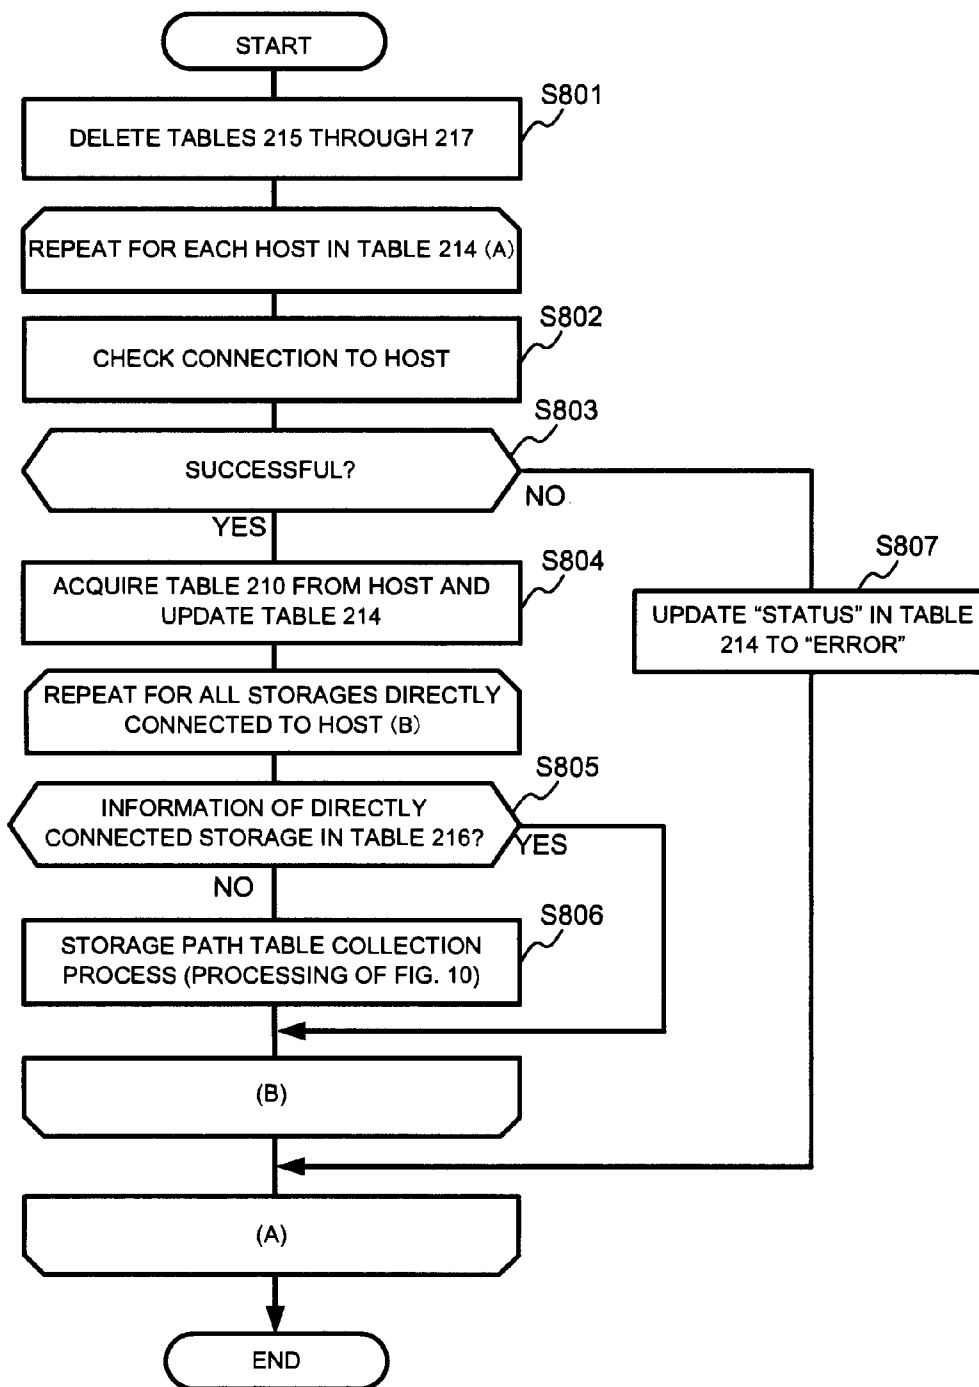 START
S801
DELETE TABLES 215 THROUGH 217
REPEAT FOR EACH HOST IN TABLE 214 (A)
S802
CHECK CONNECTION TO HOST
S803
SUCCESSFUL?
NO
YES
S804
ACQUIRE TABLE 210 FROM HOST AND
UPDATE TABLE 214
S807
UPDATE “STATUS” IN TABLE
214 TO “ERROR”
REPEAT FOR ALL STORAGES DIRECTLY
CONNECTED TO HOST (B)
S805
INFORMATION OF DIRECTLY
CONNECTED STORAGE IN TABLE 216?
YES
NO
S806
STORAGE PATH TABLE COLLECTION
PROCESS (PROCESSING OF FIG. 10)
(B)
(A)
END